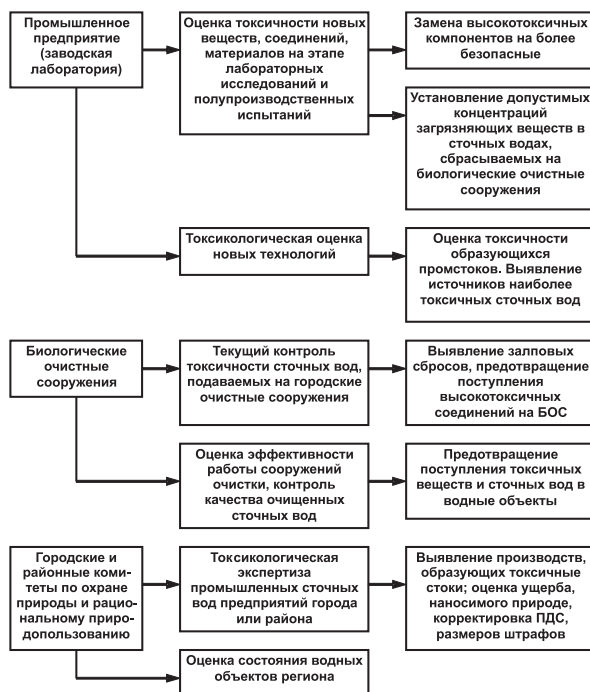 Промышленное
предприятие
(заводская
лаборатория)
Оценка токсичности новых
веществ, соединений,
материалов на этапе
лабораторных
исследований и
полупроизводственных
испытаний
Замена высокотоксичных
компонентов на более
безопасные
Установление допустимых
концентраций
загрязняющих веществ в
сточных водах,
сбрасываемых на
биологические очистные
сооружения
Токсикологическая оценка
новых технологий
Оценка токсичности
образующихся
промстоков. Выявление
источников наиболее
токсичных сточных вод
Биологические
очистные
сооружения
Текущий контроль
токсичности сточных вод,
подаваемых на городские
очистные сооружения
Выявление залповых
сбросов, предотвращение
поступления
высокотоксичных
соединений на БОС
Оценка эффективности
работы сооружений
очистки, контроль
качества очищенных
сточных вод
Предотвращение
поступления токсичных
веществ и сточных вод в
водные объекты
Городские и
районные коми-
теты по охране
природы и рацио-
нальному приро-
допользованию
Токсикологическая
экспертиза
промышленных сточных
вод предприятий города
или района
Выявление производств,
образующих токсичные
стоки; оценка ущерба,
наносимого природе,
корректировка ПДС,
размеров штрафов
Оценка состояния водных
объектов региона